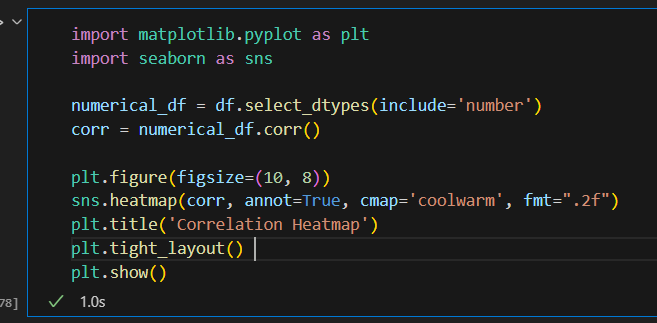 import matplotlib.pyplot as plt
import seaborn as sns
numerical_df = df.select_dtypes(include='number')
corr = numerical_df.corr()
plt.figure(figsize=(10, 8))
sns.heatmap(corr, annot=True, cmap='coolwarm', fmt=".2f")
plt.title('Correlation Heatmap')
plt.tight_layout()
plt.show()
78]
1.0s